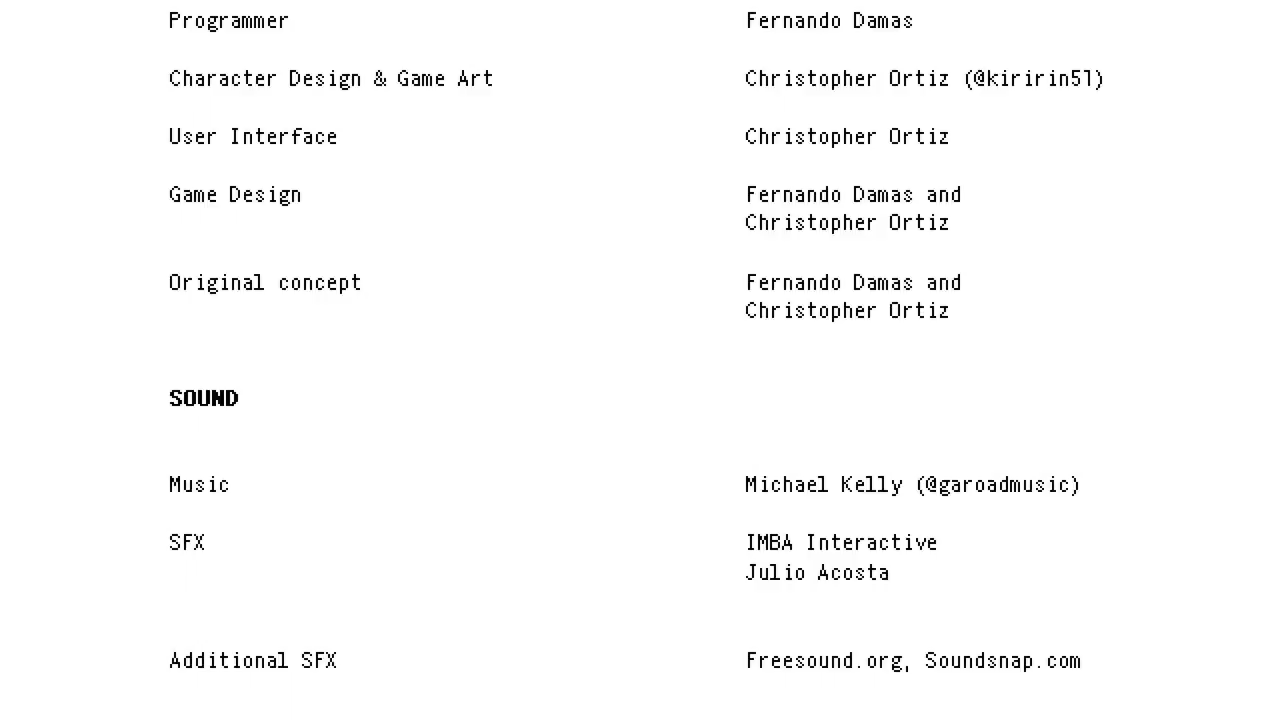 Programmer Fernando Damas
Character Design & Game Art Christopher Ortiz (@kiririn51)
User Interface Christopher Ortiz
Game Design Fernando Damas and
Christopher Ortiz
Original concept Fernando Damas and
Christopher Ortiz
SOUND
Music Michael Kelly (@garoadmusic)
SFX IMBA Interactive
Julio Acosta
Additional SFX Freesound.org, Soundsnap.com